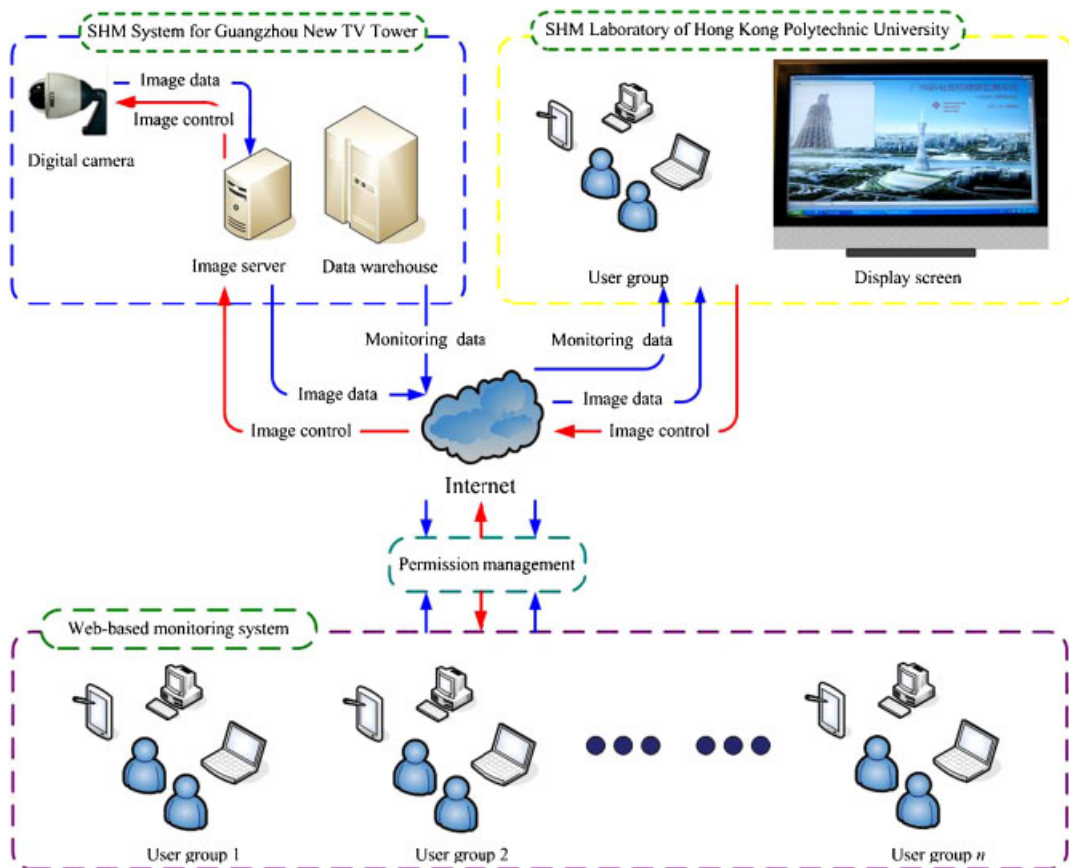 SHM System for Guangzhou New TV Tower
SHM Laboratory of Hong Kong Polytechnic University
Image data
Image control
Digital camera
Image server
Data warehouse
User group
Display screen
Monitoring data
Monitoring data
Image data
Image data
Image control
Image control
Internet
Permission management
Web-based monitoring system
User group 1
User group 2
User group n